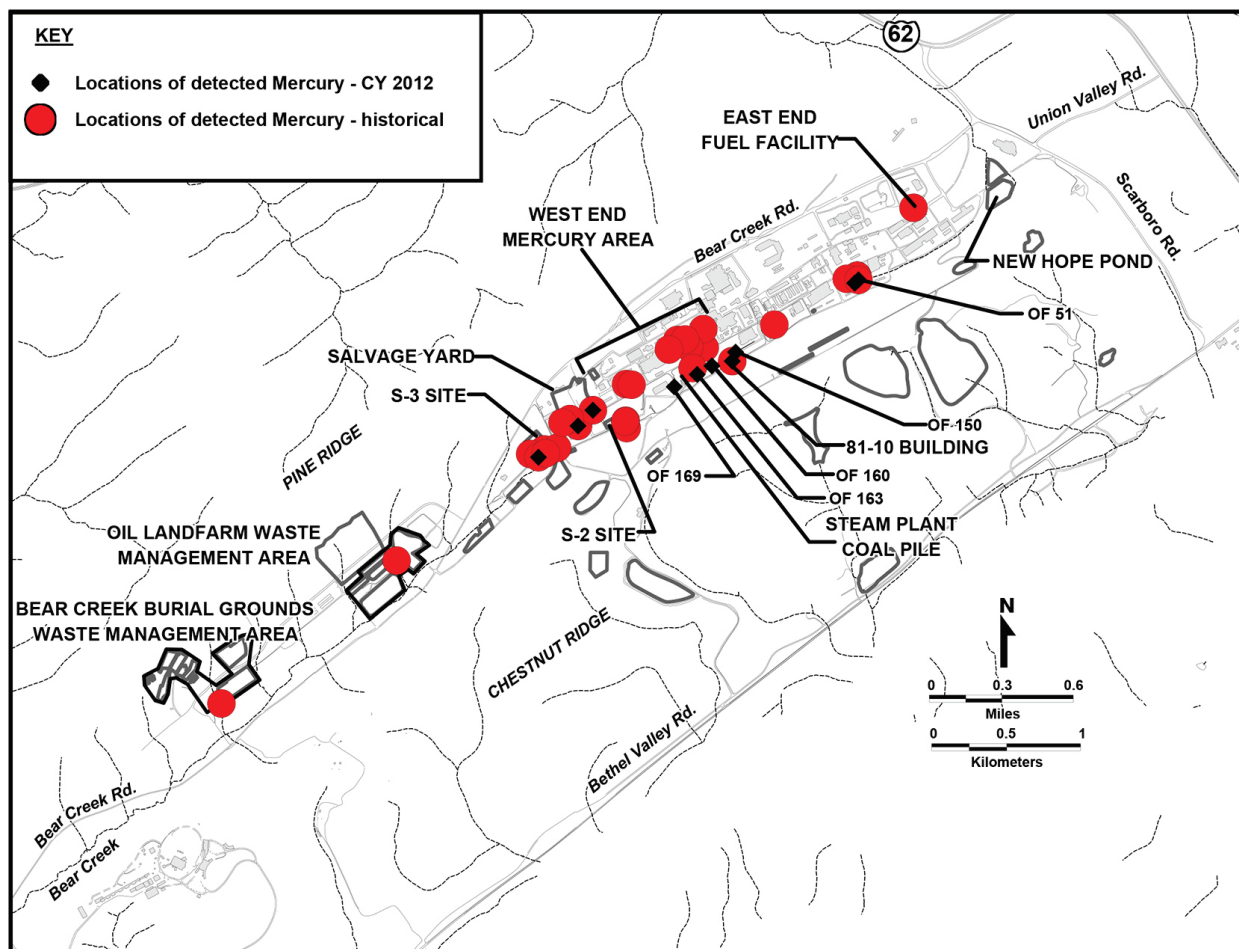 KEY
Locations of detected Mercury - CY 2012
Locations of detected Mercury - historical
62
Union Valley Rd.
EAST END
FUEL FACILITY
Scarboro Rd.
WEST END
MERCURY AREA
Bear Creek Rd.
NEW HOPE POND
OF 51
SALVAGE YARD
S-3 SITE
PINE RIDGE
OF 150
81-10 BUILDING
OF 169
OF 160
OF 163
STEAM PLANT
COAL PILE
S-2 SITE
OIL LANDFARM WASTE
MANAGEMENT AREA
BEAR CREEK BURIAL GROUNDS
WASTE MANAGEMENT AREA
CHESTNUT RIDGE
N
0 0.3 0.6
Miles
0 0.5 1
Kilometers
Bethel Valley Rd.
Bear Creek Rd.
Bear Creek